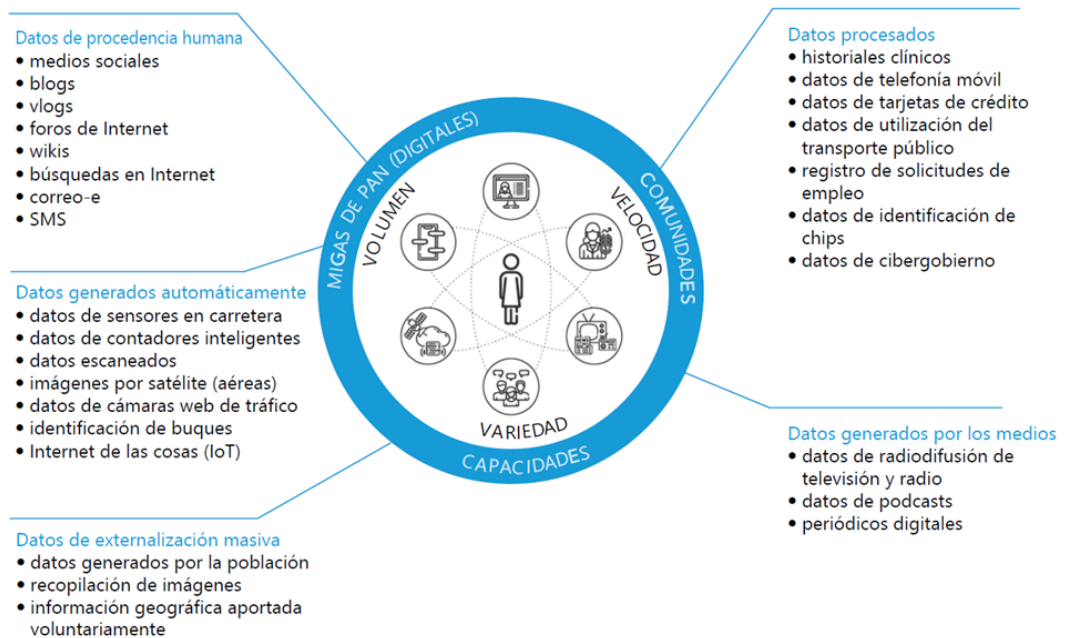 Datos de procedencia humana
• medios sociales
• blogs
• vlogs
• foros de Internet
• wikis
• búsquedas en Internet
• correo-e
• SMS
Datos generados automáticamente
• datos de sensores en carretera
• datos de contadores inteligentes
• datos escaneados
• imágenes por satélite (aéreas)
• datos de cámaras web de tráfico
• identificación de buques
• Internet de las cosas (IoT)
Datos de externalización masiva
• datos generados por la población
• recopilación de imágenes
• información geográfica aportada
voluntariamente
MIGAS DE PAN (DIGITALES)
COMUNIDADES
CAPACIDADES
VOLUMEN
VELOCIDAD
VARIEDAD
Datos procesados
• historiales clínicos
• datos de telefonía móvil
• datos de tarjetas de crédito
• datos de utilización del
transporte público
• registro de solicitudes de
empleo
• datos de identificación de
chips
• datos de cibergobierno
Datos generados por los medios
• datos de radiodifusión de
televisión y radio
• datos de podcasts
• periódicos digitales